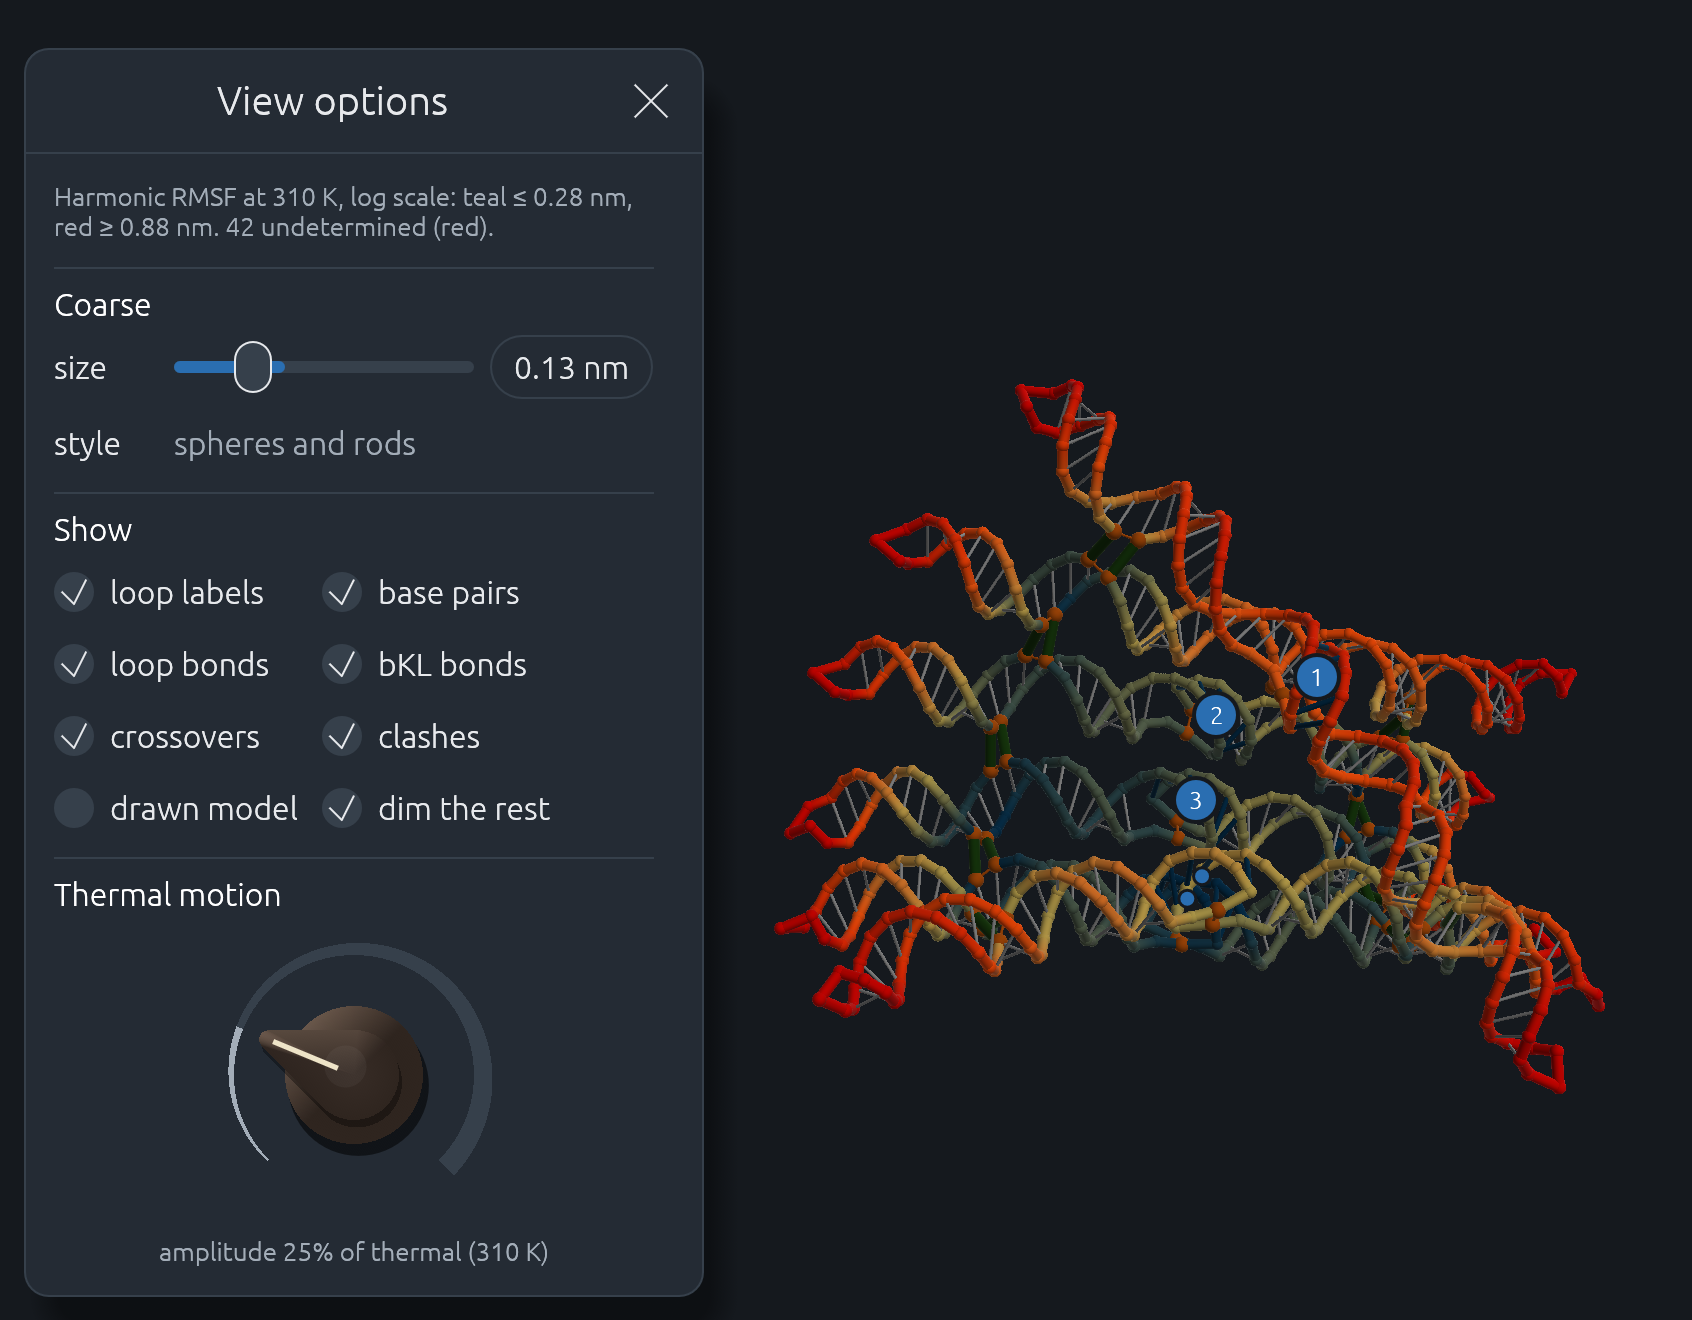 View options
Harmonic RMSF at 310 K, log scale: teal ≤ 0.28 nm,
red ≥ 0.88 nm. 42 undetermined (red).
Coarse
size 0.13 nm
style spheres and rods
Show
loop labels base pairs
loop bonds bKL bonds
crossovers clashes
drawn model dim the rest
Thermal motion
amplitude 25% of thermal (310 K)
1
2
3